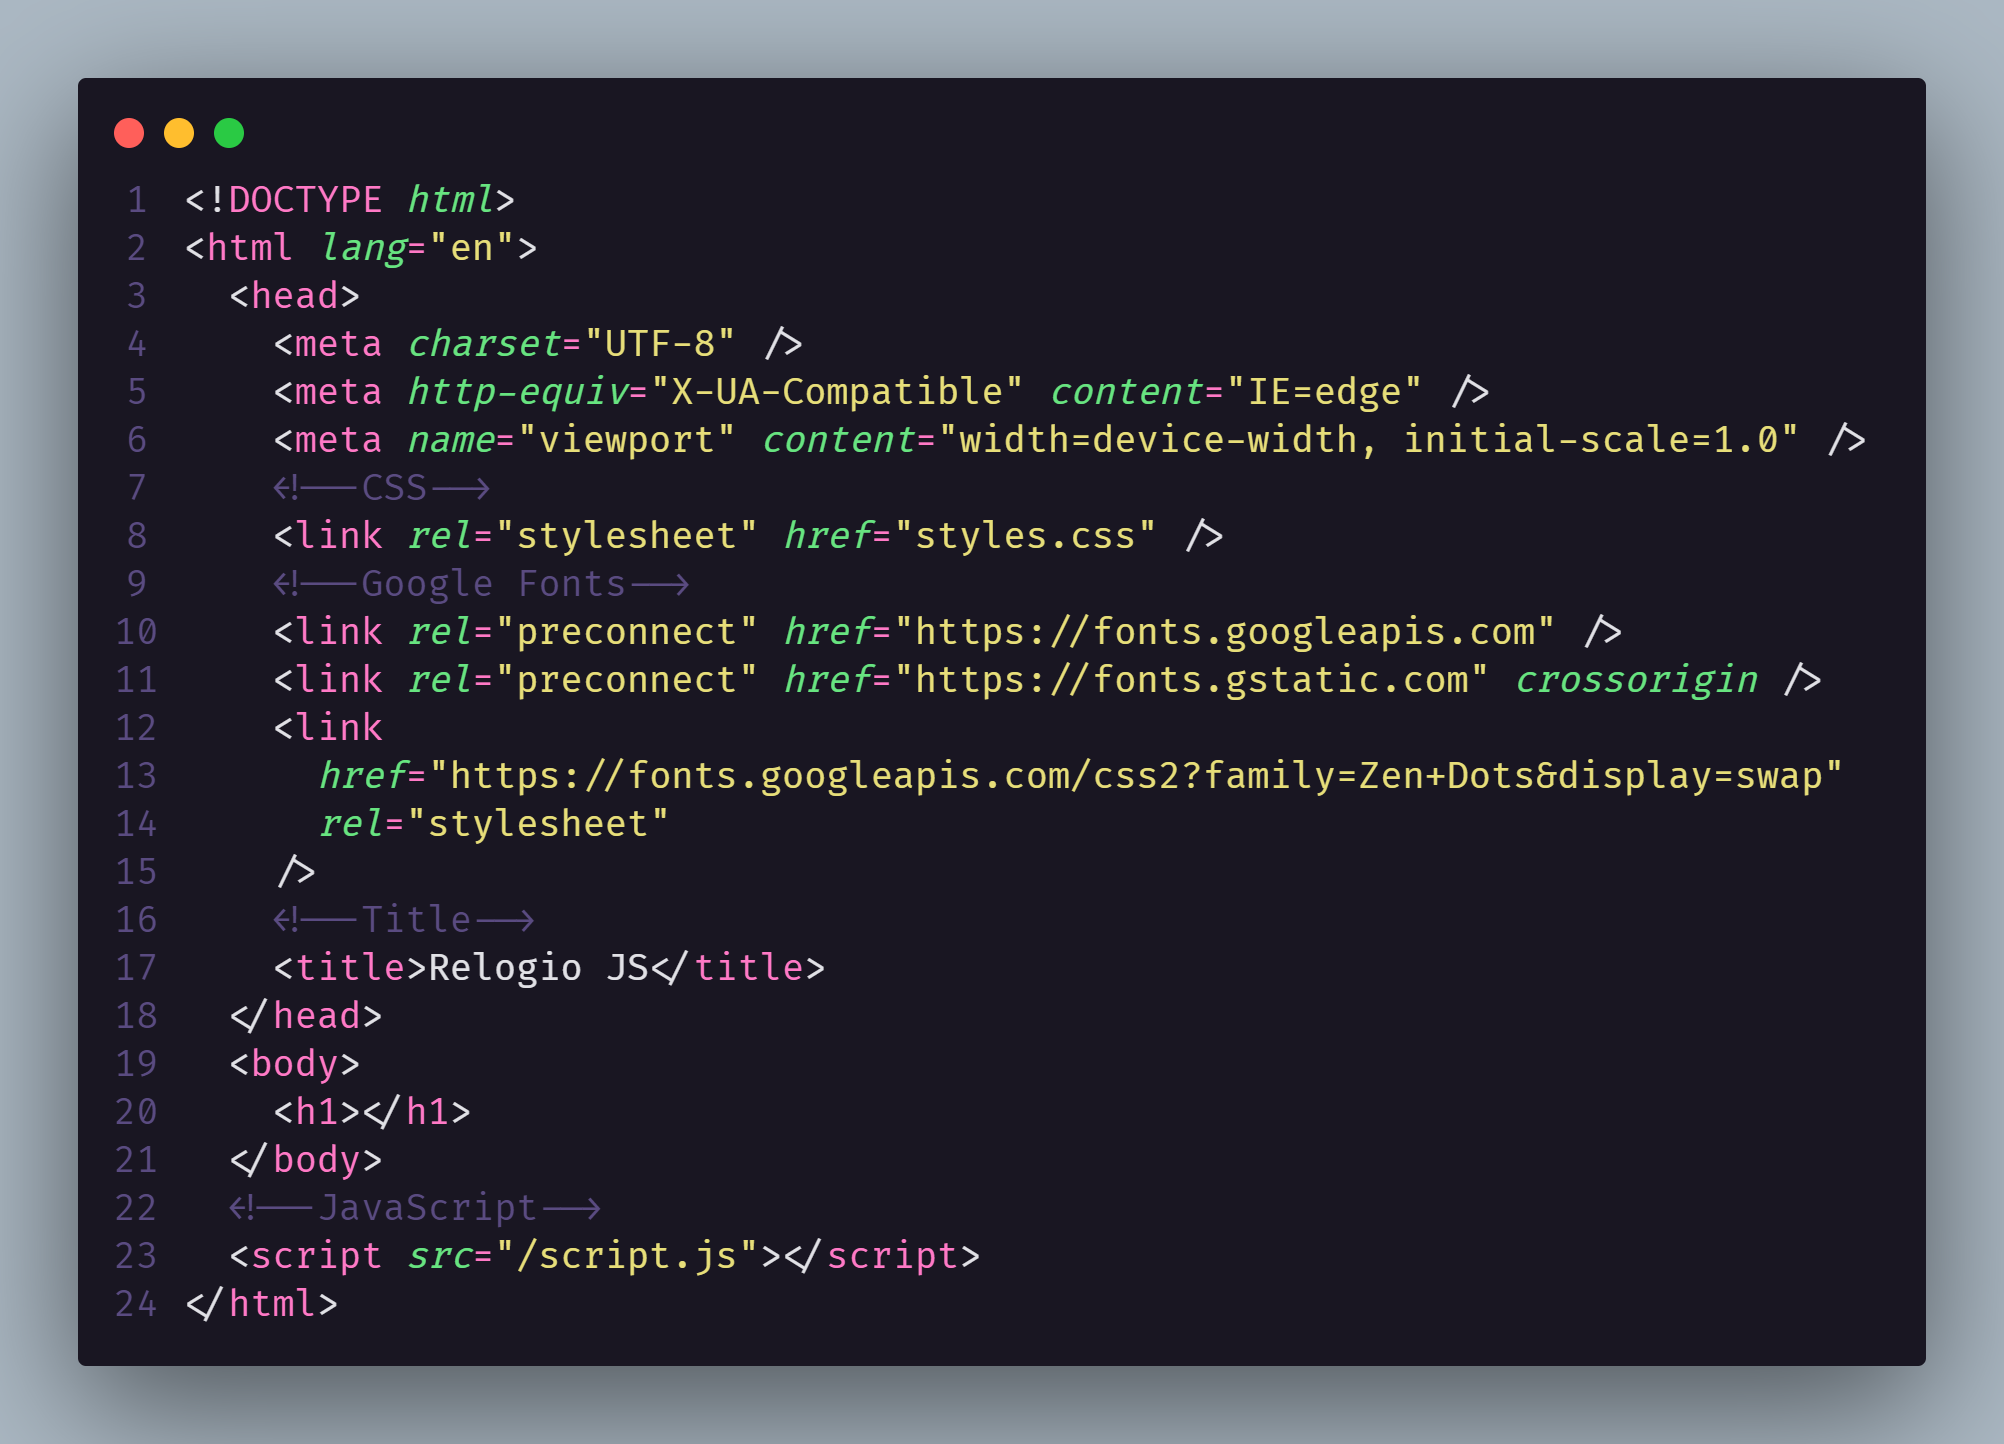 1 <!DOCTYPE html>
2 <html lang="en">
3   <head>
4     <meta charset="UTF-8" />
5     <meta http-equiv="X-UA-Compatible" content="IE=edge" />
6     <meta name="viewport" content="width=device-width, initial-scale=1.0" />
7     <!--CSS-->
8     <link rel="stylesheet" href="styles.css" />
9     <!--Google Fonts-->
10     <link rel="preconnect" href="https://fonts.googleapis.com" />
11     <link rel="preconnect" href="https://fonts.gstatic.com" crossorigin />
12     <link
13       href="https://fonts.googleapis.com/css2?family=Zen+Dots&display=swap"
14       rel="stylesheet"
15     />
16     <!--Title-->
17     <title>Relogio JS</title>
18   </head>
19   <body>
20     <h1></h1>
21   </body>
22   <!--JavaScript-->
23   <script src="/script.js"></script>
24 </html>